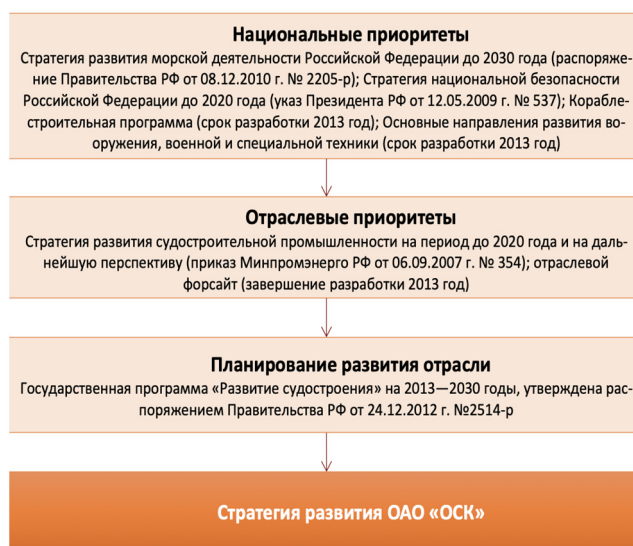 Национальные приоритеты
Стратегия развития морской деятельности Российской Федерации до 2030 года (распоряже-
ние Правительства РФ от 08.12.2010 г. № 2205-р); Стратегия национальной безопасности
Российской Федерации до 2020 года (указ Президента РФ от 12.05.2009 г. № 537); Корабле-
строительная программа (срок разработки 2013 год); Основные направления развития во-
оружения, военной и специальной техники (срок разработки 2013 год)
Отраслевые приоритеты
Стратегия развития судостроительной промышленности на период до 2020 года и на даль-
нейшую перспективу (приказ Минпромэнерго РФ от 06.09.2007 г. № 354); отраслевой
форсайт (завершение разработки 2013 год)
Планирование развития отрасли
Государственная программа «Развитие судостроения» на 2013—2030 годы, утверждена рас-
поряжением Правительства РФ от 24.12.2012 г. №2514-р
Стратегия развития ОАО «ОСК»